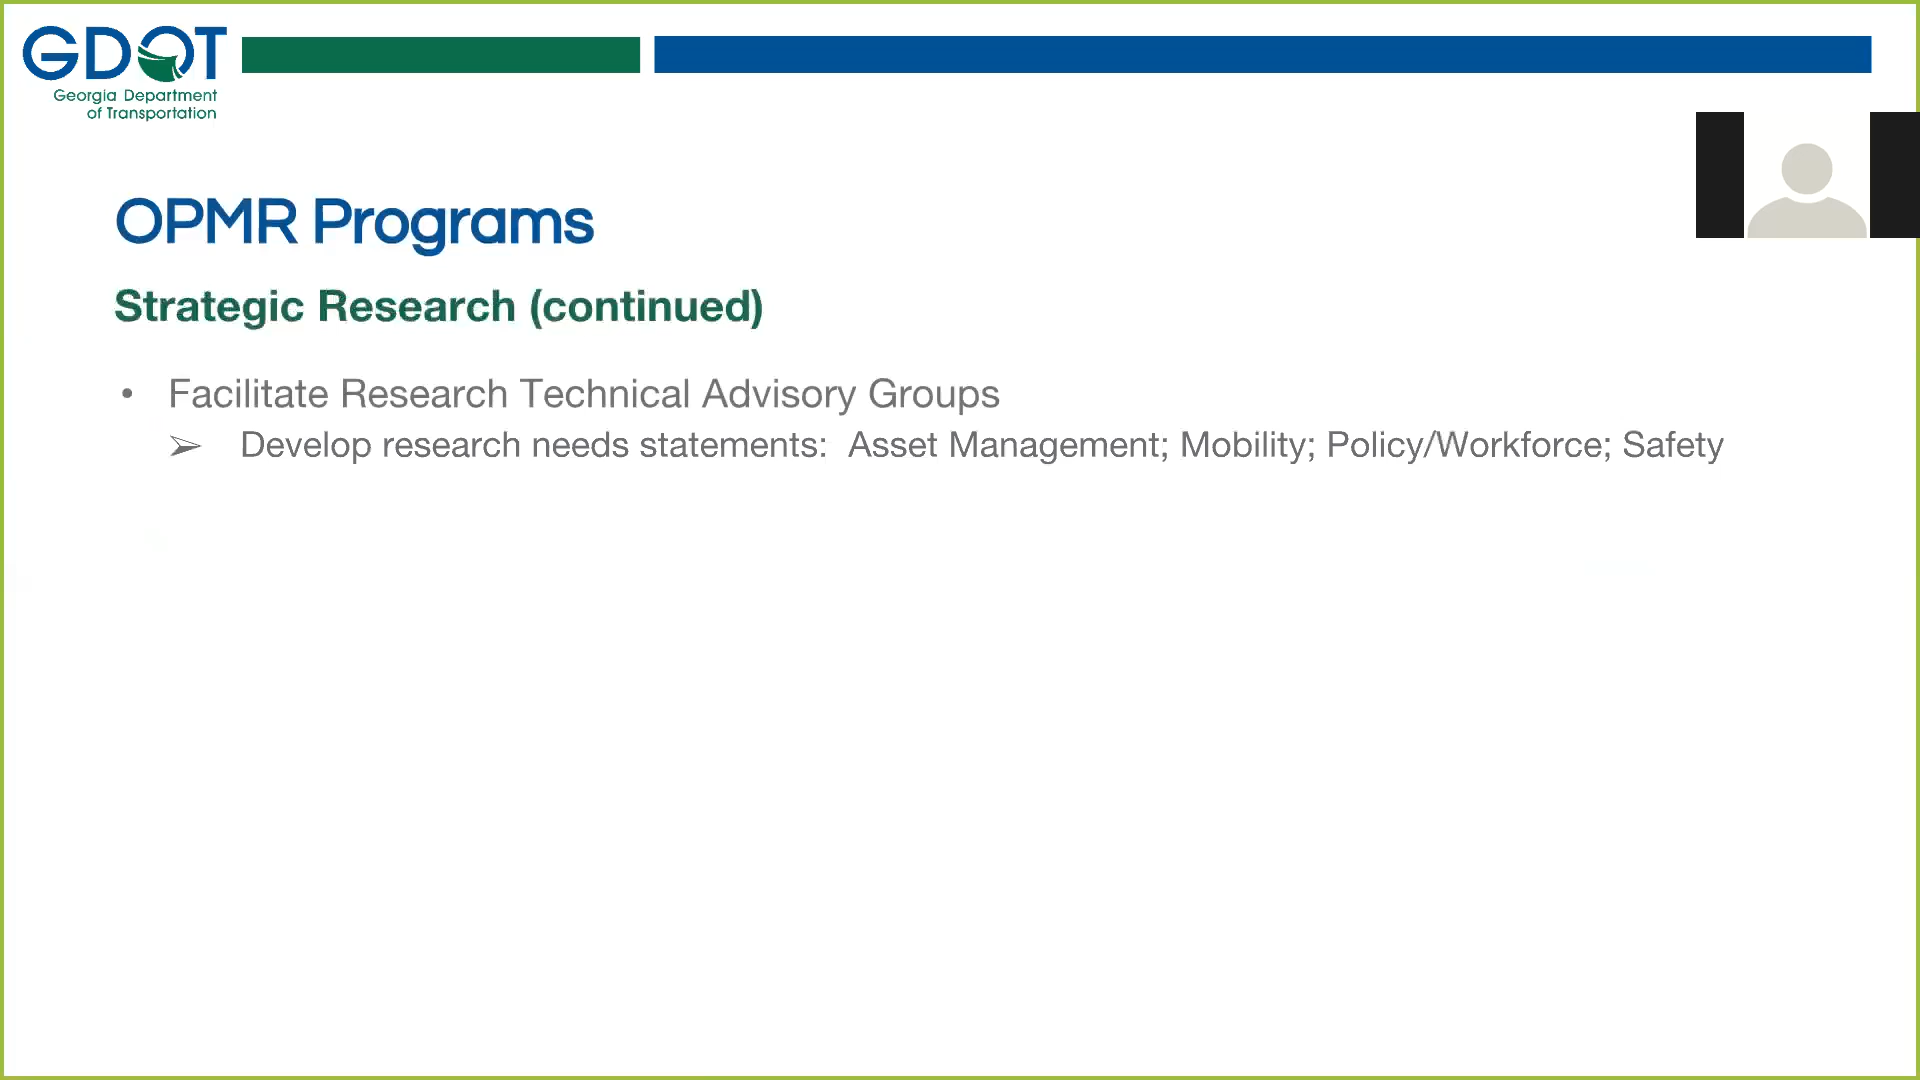 GDOT
Georgia Department
of Transportation
OPMR Programs
Strategic Research (continued)
• Facilitate Research Technical Advisory Groups
➢ Develop research needs statements: Asset Management; Mobility; Policy/Workforce; Safety